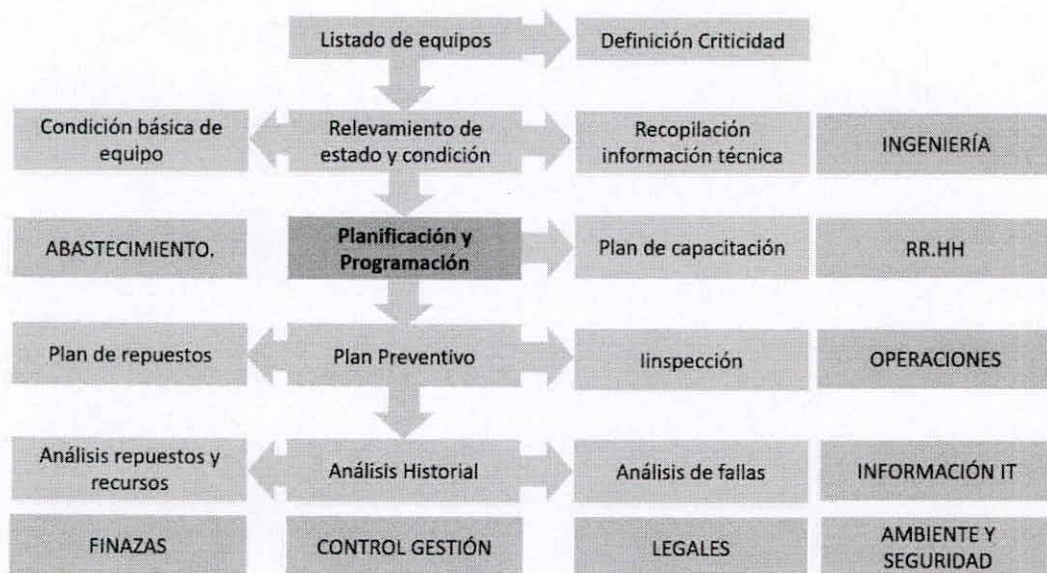 Listado de equipos
Definición Criticidad
Condición básica de
equipo
Relevamiento de
estado y condición
Recopilación
información técnica
INGENIERÍA
ABASTECIMIENTO.
Planificación y
Programación
Plan de capacitación
RR.HH
Plan de repuestos
Plan Preventivo
Iinspección
OPERACIONES
Análisis repuestos y
recursos
Análisis Historial
Análisis de fallas
INFORMACIÓN IT
FINAZAS
CONTROL GESTIÓN
LEGALES
AMBIENTE Y
SEGURIDAD